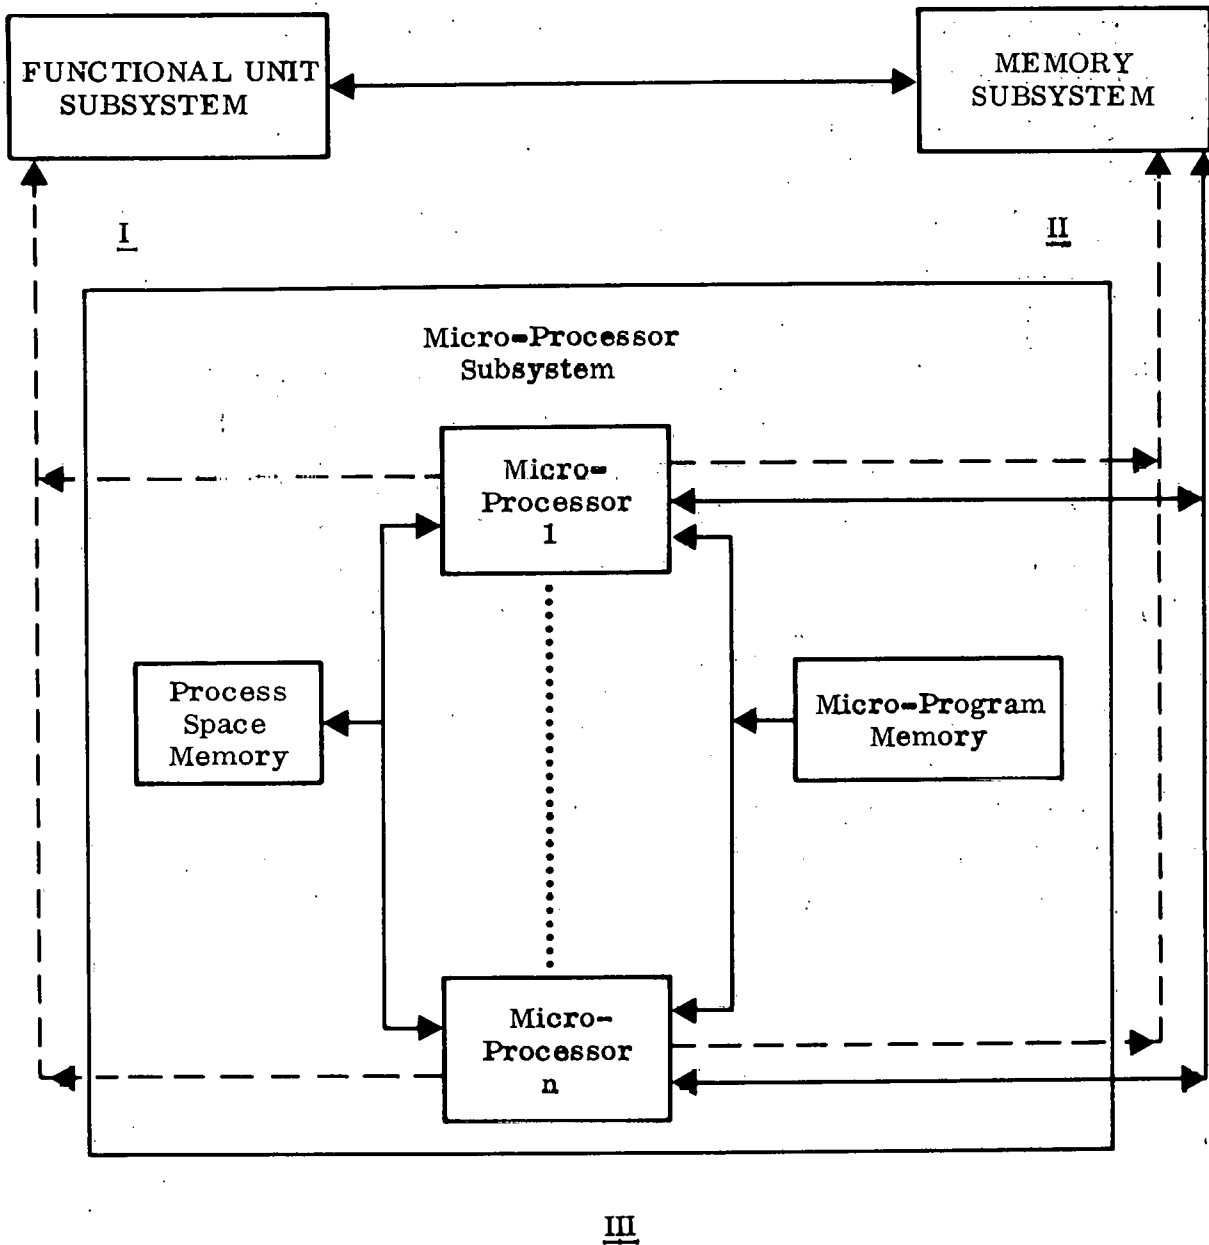 FUNCTIONAL UNIT
SUBSYSTEM
MEMORY
SUBSYSTEM
I
II
Micro-Processor
Subsystem
Micro-
Processor
1
Process
Space
Memory
Micro-Program
Memory
Micro-
Processor
n
III